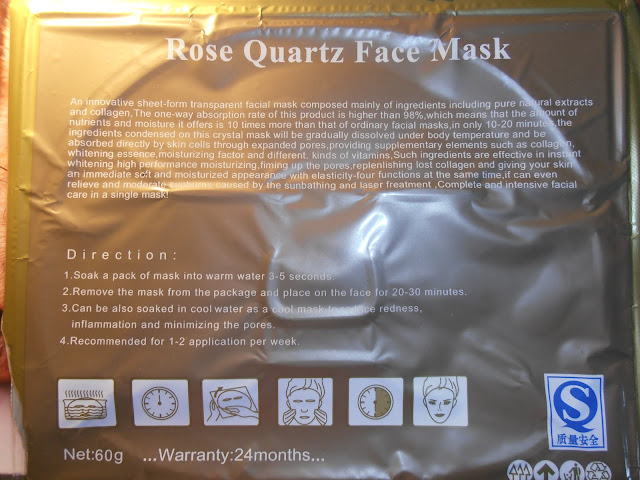 Rose Quartz Face Mask
An innovative sheet-form transparent facial mask composed mainly of ingredients including pure natural extracts
and collagen,The one-way absorption rate of this product is higher than 98%,which means that the amount of
nutrients and moisture it offers is 10 times more than that of ordinary facial masks,in only 10-20 minutes,the
ingredients condensed on this crystal mask will be gradually dissolved under body temperature and be
absorbed directly by skin cells through expanded pores,providing supplementary elements such as collagen,
whitening essence,moisturizing factor and different. kinds of vitamins,Such ingredients are effective in instant
whitening high performance moisturizing,fiming up the pores.replenishing lost collagen and giving your skin
an immediate soft and moisturized appearance with elasticity-four functions at the same time,if can even
relieve and moderate sunburns caused by the sunbathing and laser freatment ,Complete and intensive facial
care in a single mask!
Direction:
1.Soak a pack of mask into warm water 3-5 seconds.
2.Remove the mask from the package and place on the face for 20-30 minutes.
3.Can be also soaked in cool water as a cool mask to reduce redness,
inflammation and minimizing the pores.
4.Recommended for 1-2 application per week.
质量安全
Net:60g ...Warranty:24months...